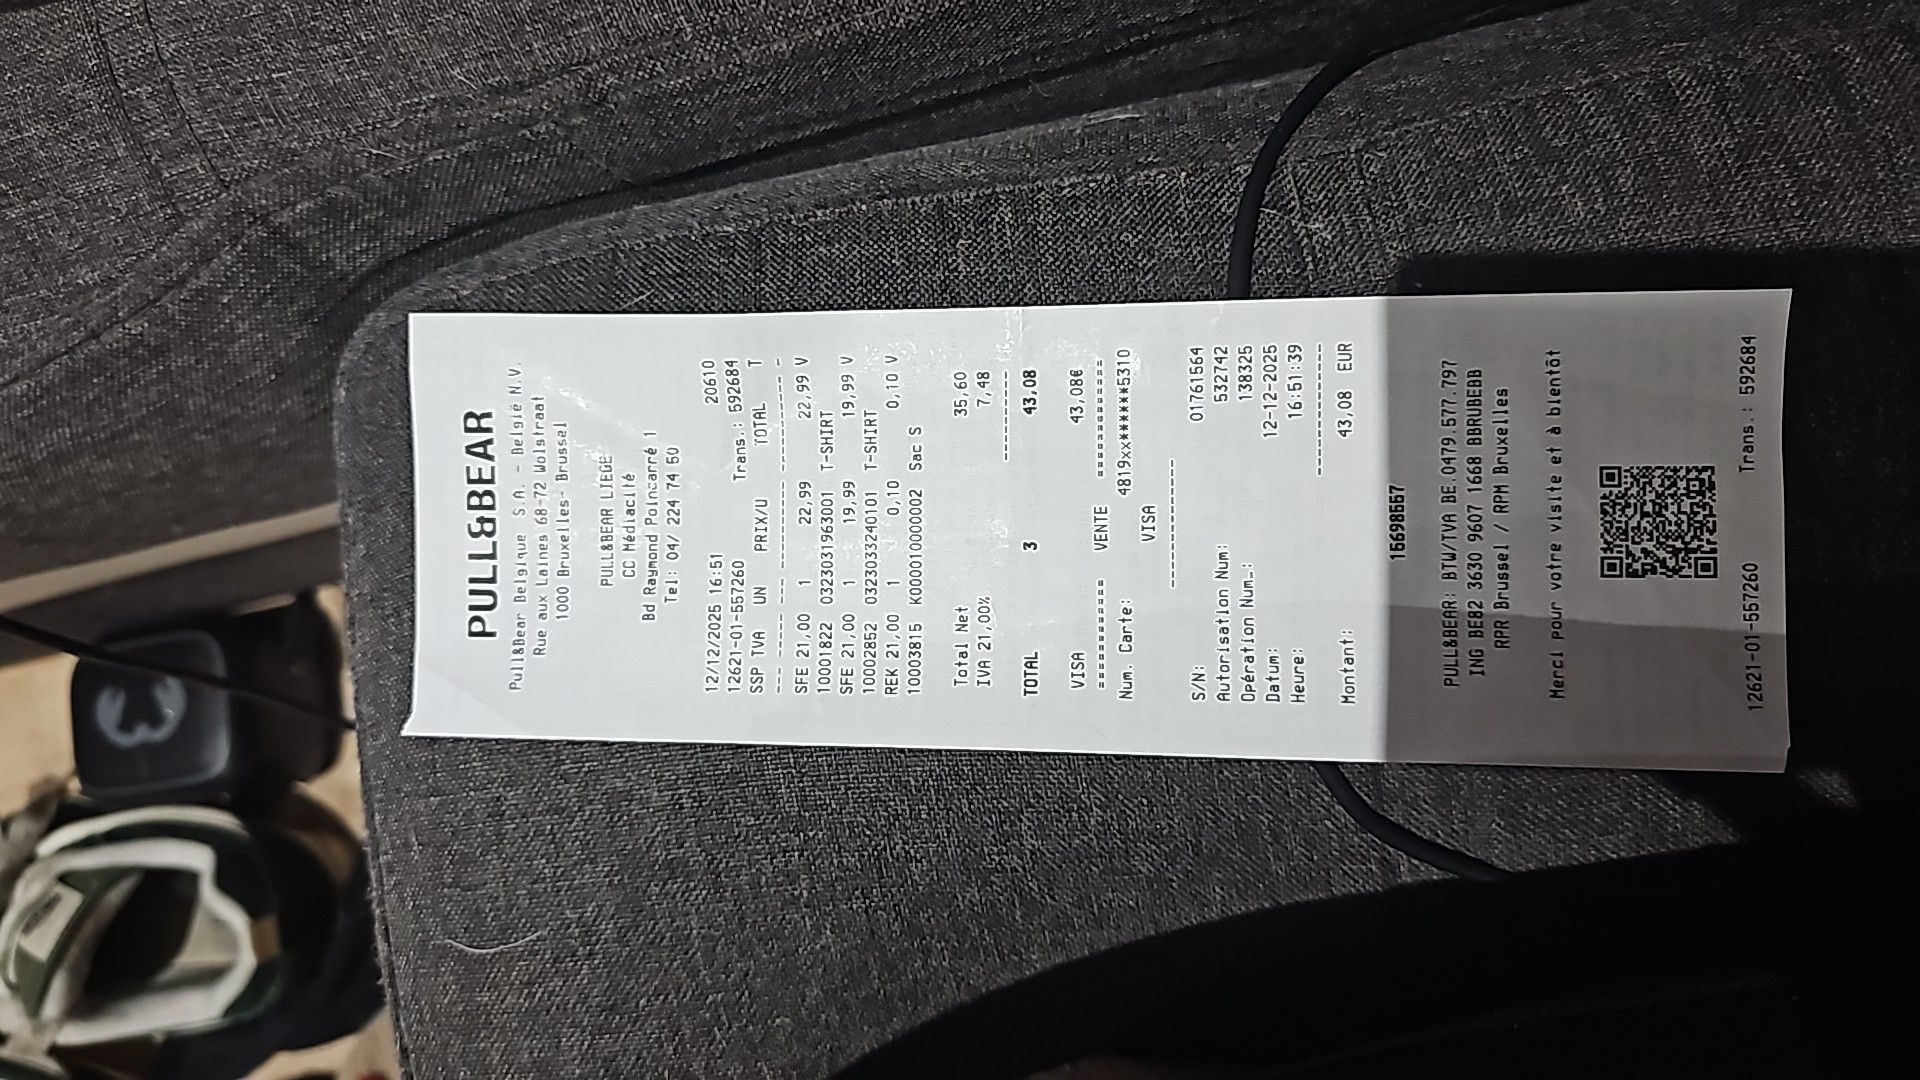 PULL&BEAR
Pull&Bear Belgique S.A. - België N.V.
Rue aux Laines 68-72 Wolstraat
1000 Bruxelles- Brussel
PULL&BEAR LIEGE
CC Médiacité
Bd Raymond Poincarré 1
Tel: 04/ 224 74 50
12/12/2025 16:51 20610
12621-01-557260 Trans.: 592684
SSP TVA UN PRIX/U TOTAL T
SFE 21,00 1 22,99 22,99 V
10001822 0323031963001 T-SHIRT
SFE 21,00 1 19,99 19,99 V
10002852 03230333240101 T-SHIRT
REK 21,00 1 0,10 0,10 V
10003815 K0000100000002 Sac S
Total Net 35,60
IVA 21,00% 7,48
TOTAL 3 43,08
VISA 43,08€
=========== VENTE ===========
Num. Carte: 4819xx******5310
VISA
S/N: 01761564
Autorisation Num: 532742
Opération Num.: 138325
Datum: 12-12-2025
Heure: 16:51:39
Montant: 43,08 EUR
15698557
PULL&BEAR: BTW/TVA BE.0479.577.797
ING BE82 3630 9607 1668 BBRUBEBB
RPR Brussel / RPM Bruxelles
Merci pour votre visite et à bientôt
12621-01-557260 Trans.: 592684